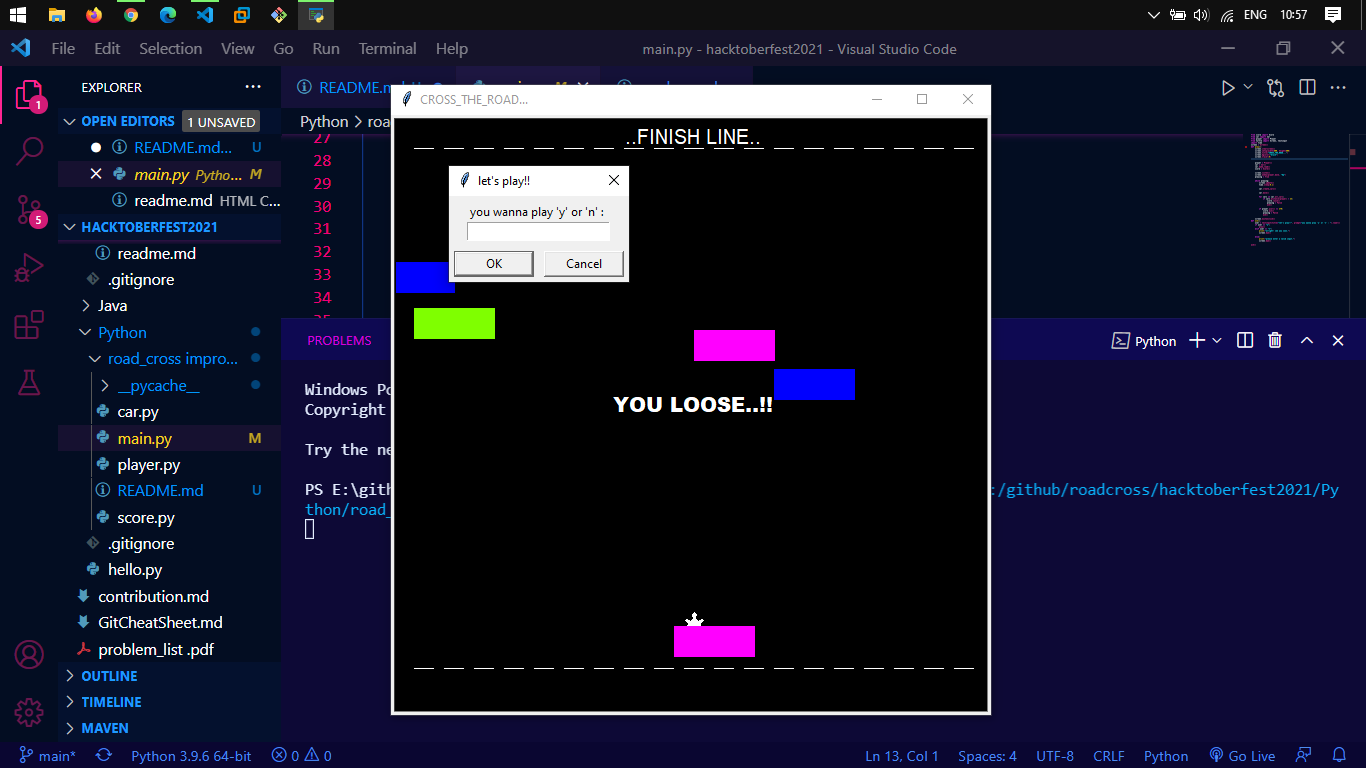 ENG 10:57
File Edit Selection View Go Run Terminal Help
main.py - hacktoberfest2021 - Visual Studio Code
EXPLORER
OPEN EDITORS 1 UNSAVED
README.md... U
main.py Pytho... M
readme.md HTML C...
HACKTOBERFEST2021
readme.md
.gitignore
Java
Python
road_cross impro...
__pycache__
car.py
main.py M
player.py
README.md U
score.py
.gitignore
hello.py
contribution.md
GitCheatSheet.md
problem_list .pdf
OUTLINE
TIMELINE
MAVEN
1
5
Python > roa
27
28
29
30
31
32
33
34
CROSS_THE_ROAD...
..FINISH LINE..
let's play!!
you wanna play 'y' or 'n' :
OK Cancel
YOU LOOSE..!!
PROBLEMS
Python
Windows Po
Copyright
Try the ne
PS E:\gith
:/github/roadcross/hacktoberfest2021/Py
thon/road_
main* Python 3.9.6 64-bit 0 0 Ln 13, Col 1 Spaces: 4 UTF-8 CRLF Python Go Live